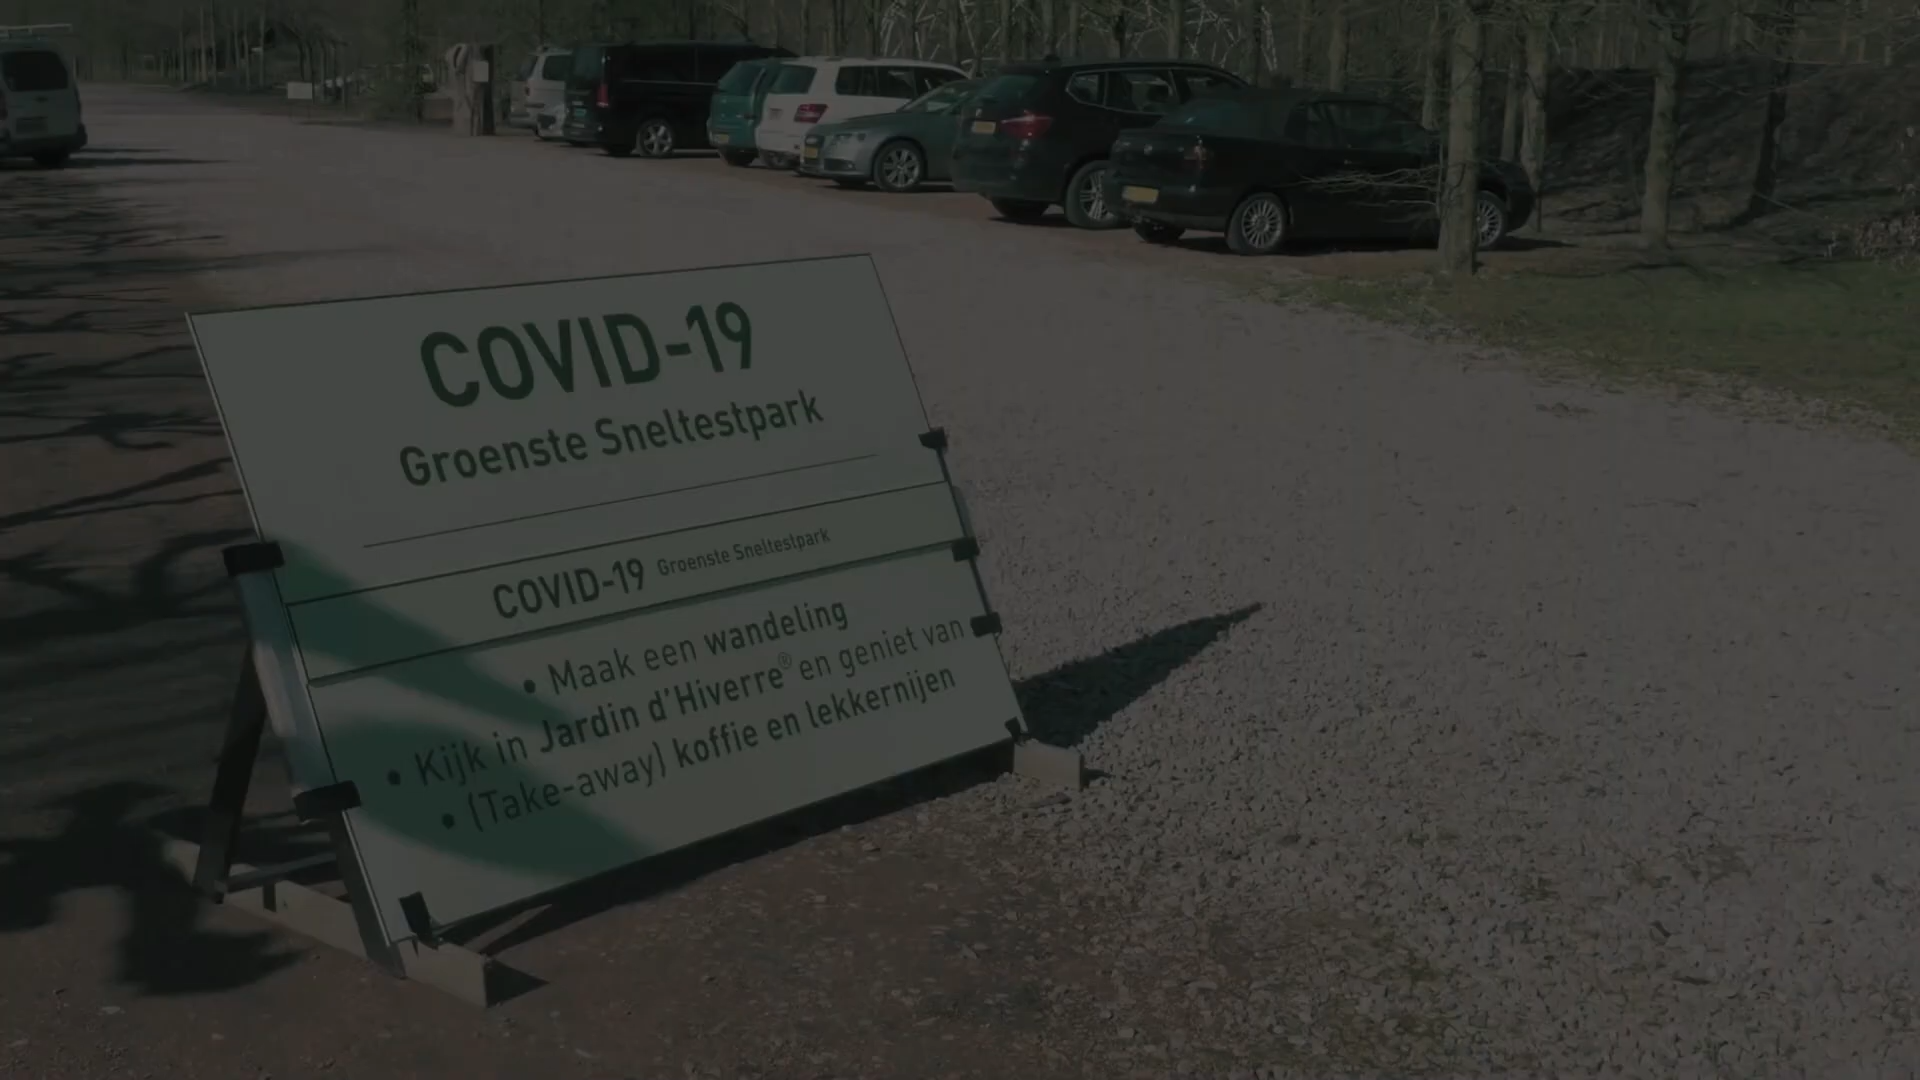 COVID-19
Groenste Sneltestpark
COVID-19 Groenste Sneltestpark
• Maak een wandeling
• Kijk in Jardin d'Hiverre® en geniet van
• (Take-away) koffie en lekkernijen